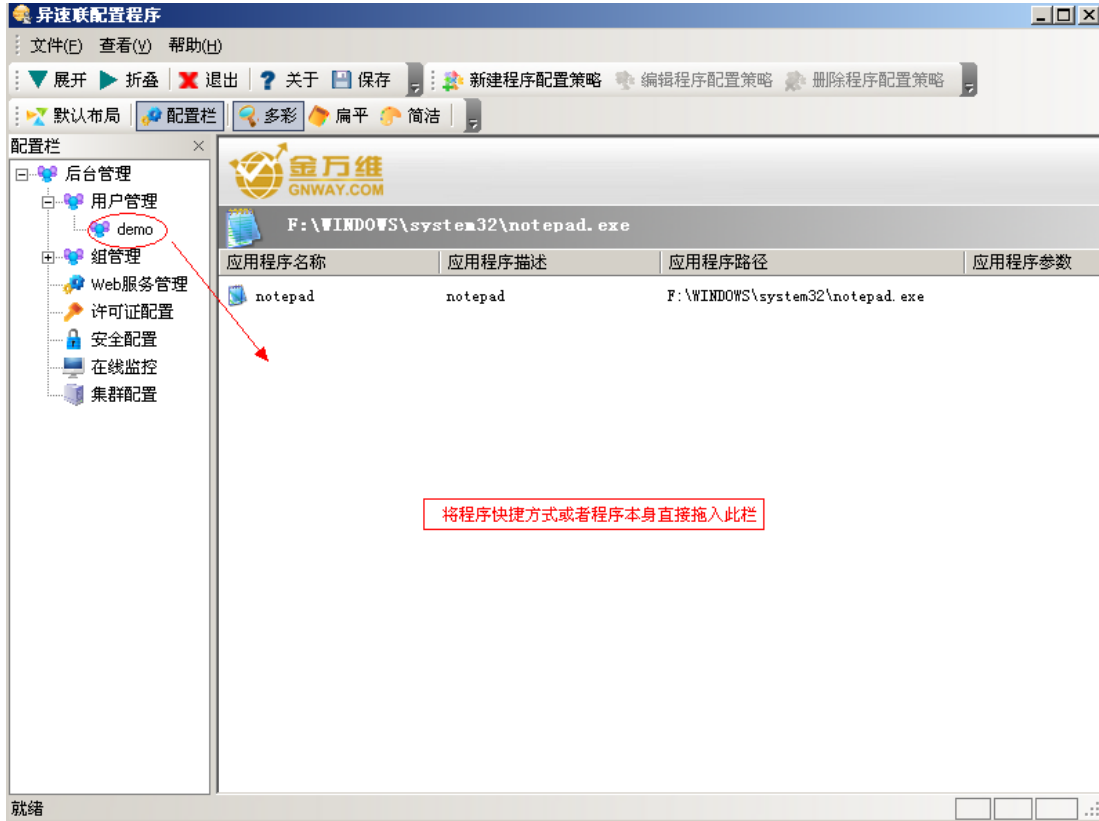 异速联配置程序
文件(F) 查看(V) 帮助(H)
展开 折叠 退出 关于 保存 新建程序配置策略 编辑程序配置策略 删除程序配置策略
默认布局 配置栏 多彩 扁平 简洁
配置栏
后台管理
用户管理
demo
组管理
Web服务管理
许可证配置
安全配置
在线监控
集群配置
金万维
GNWAY.COM
F:\WINDOWS\system32\notepad.exe
应用程序名称 应用程序描述 应用程序路径 应用程序参数
notepad notepad F:\WINDOWS\system32\notepad.exe
将程序快捷方式或者程序本身直接拖入此栏
就绪